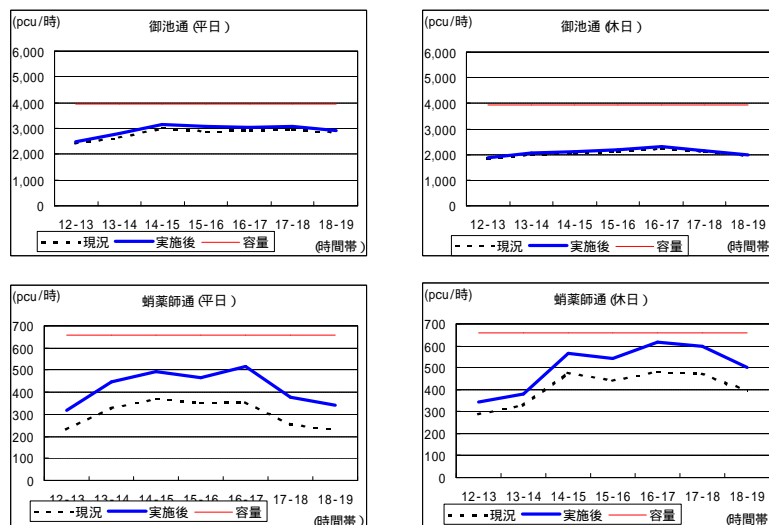 (pcu/時)
御池通(平日)
6,000
5,000
4,000
3,000
2,000
1,000
0
12-13 13-14 14-15 15-16 16-17 17-18 18-19
現況 実施後 容量
(時間帯)
(pcu/時)
御池通(休日)
6,000
5,000
4,000
3,000
2,000
1,000
0
12-13 13-14 14-15 15-16 16-17 17-18 18-19
現況 実施後 容量
(時間帯)
(pcu/時)
蛸薬師通(平日)
700
600
500
400
300
200
100
0
12-13 13-14 14-15 15-16 16-17 17-18 18-19
現況 実施後 容量
(時間帯)
(pcu/時)
蛸薬師通(休日)
700
600
500
400
300
200
100
0
12-13 13-14 14-15 15-16 16-17 17-18 18-19
現況 実施後 容量
(時間帯)